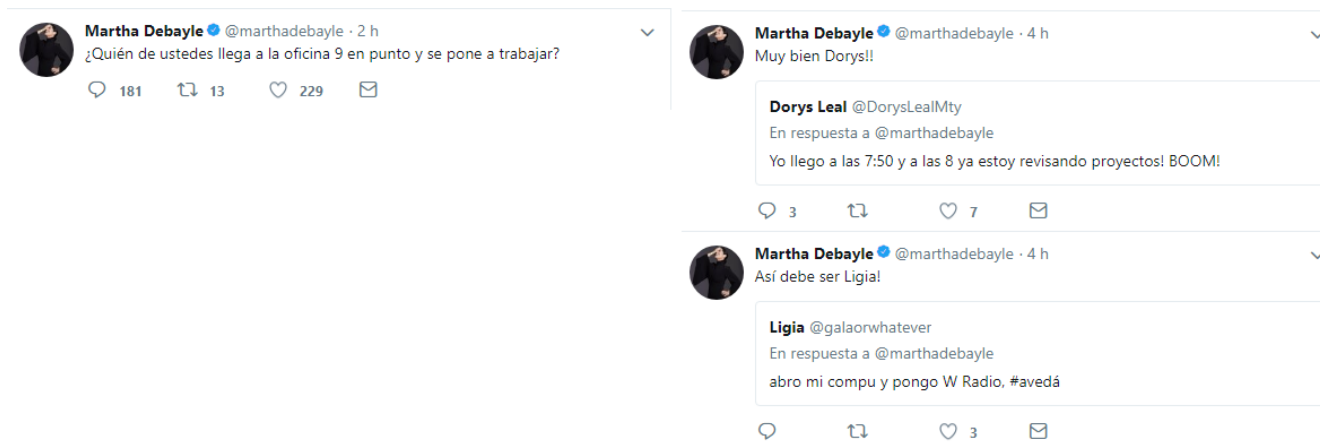 Martha Debayle @marthadebayle · 2 h
¿Quién de ustedes llega a la oficina 9 en punto y se pone a trabajar?
181 13 229
Martha Debayle @marthadebayle · 4 h
Muy bien Dorys!!
Dorys Leal @DorysLealMty
En respuesta a @marthadebayle
Yo llego a las 7:50 y a las 8 ya estoy revisando proyectos! BOOM!
3 7
Martha Debayle @marthadebayle · 4 h
Así debe ser Ligia!
Ligia @galaorwhatever
En respuesta a @marthadebayle
abro mi compu y pongo W Radio, #avedá
3